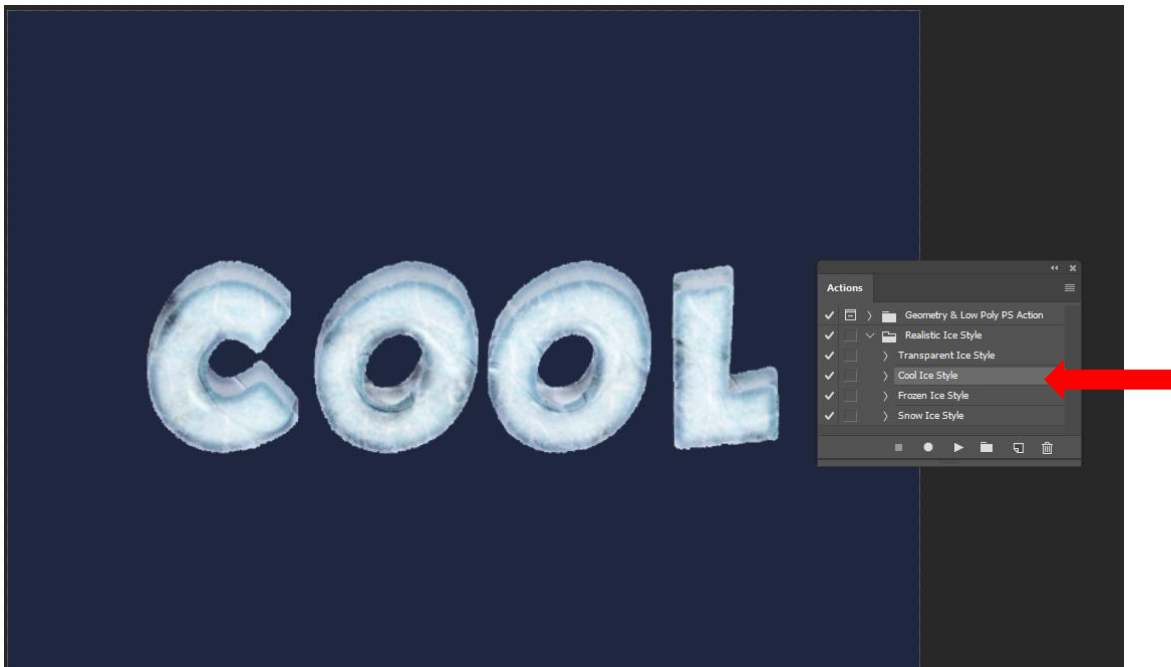 COOL
Actions
Geometry & Low Poly PS Action
Realistic Ice Style
Transparent Ice Style
Cool Ice Style
Frozen Ice Style
Snow Ice Style